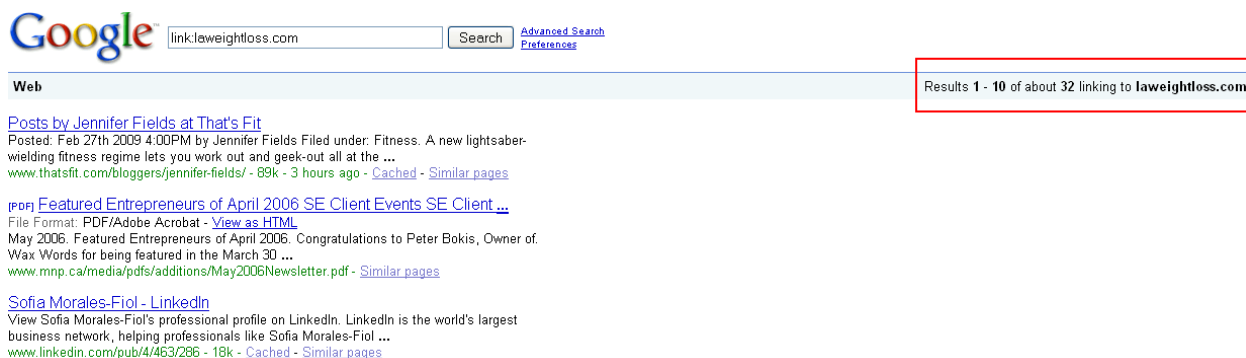 Google link:laweightloss.com Search Advanced Search
Preferences
Web Results 1 - 10 of about 32 linking to laweightloss.com
Posts by Jennifer Fields at That's Fit
Posted: Feb 27th 2009 4:00PM by Jennifer Fields Filed under: Fitness. A new lightsaber-
wielding fitness regime lets you work out and geek-out all at the ...
www.thatsfit.com/bloggers/jennifer-fields/ - 89k - 3 hours ago - Cached - Similar pages
[PDF] Featured Entrepreneurs of April 2006 SE Client Events SE Client ...
File Format: PDF/Adobe Acrobat - View as HTML
May 2006. Featured Entrepreneurs of April 2006. Congratulations to Peter Bokis, Owner of.
Wax Words for being featured in the March 30 ...
www.mnp.ca/media/pdfs/additions/May2006Newsletter.pdf - Similar pages
Sofia Morales-Fiol - LinkedIn
View Sofia Morales-Fiol's professional profile on LinkedIn. LinkedIn is the world's largest
business network, helping professionals like Sofia Morales-Fiol ...
www.linkedin.com/pub/4/463/286 - 18k - Cached - Similar pages